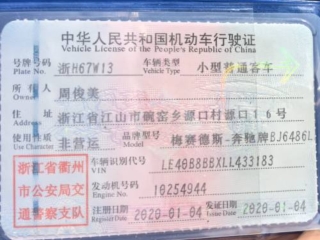 中华人民共和国机动车行驶证
Vehicle License of the People's Republic of China
号牌号码 浙H67W13 车辆类型 小型普通客车
Plate No. Vehicle Type
所有人 周俊美
Owner
住址 浙江省江山市碗窑乡源口村源口16号
Address
使用性质 非营运 品牌型号 梅赛德斯-奔驰牌BJ6486L
Use Character Model
浙江省衢州 车辆识别代号 LE40B8BBXLL433183
市公安局交 VIN
通警察支队 发动机号码 10254944
Engine No.
注册日期 2020-01-04 发证日期 2020-01-04
Register Date Issue Date